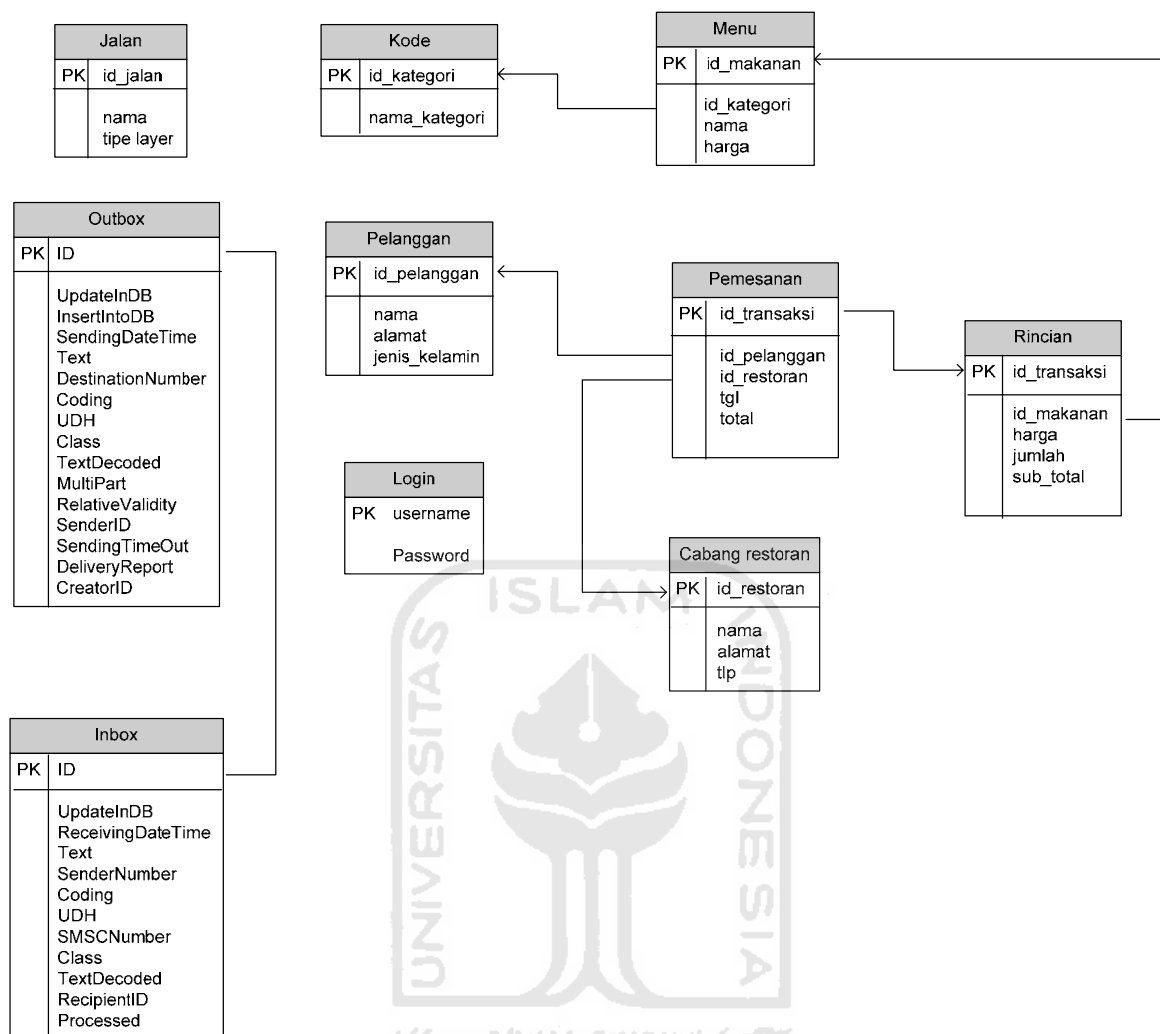 Jalan
PK id_jalan
nama
tipe layer
Kode
PK id_kategori
nama_kategori
Menu
PK id_makanan
id_kategori
nama
harga
Outbox
PK ID
UpdateInDB
InsertIntoDB
SendingDateTime
Text
DestinationNumber
Coding
UDH
Class
TextDecoded
MultiPart
RelativeValidity
SenderID
SendingTimeOut
DeliveryReport
CreatorID
Pelanggan
PK id_pelanggan
nama
alamat
jenis_kelamin
Pemesanan
PK id_transaksi
id_pelanggan
id_restoran
tgl
total
Rincian
PK id_transaksi
id_makanan
harga
jumlah
sub_total
Login
PK username
Password
Cabang restoran
PK id_restoran
nama
alamat
tlp
Inbox
PK ID
UpdateInDB
ReceivingDateTime
Text
SenderNumber
Coding
UDH
SMSCNumber
Class
TextDecoded
RecipientID
Processed
UNIVERSITAS
ISLAM
INDONESIA